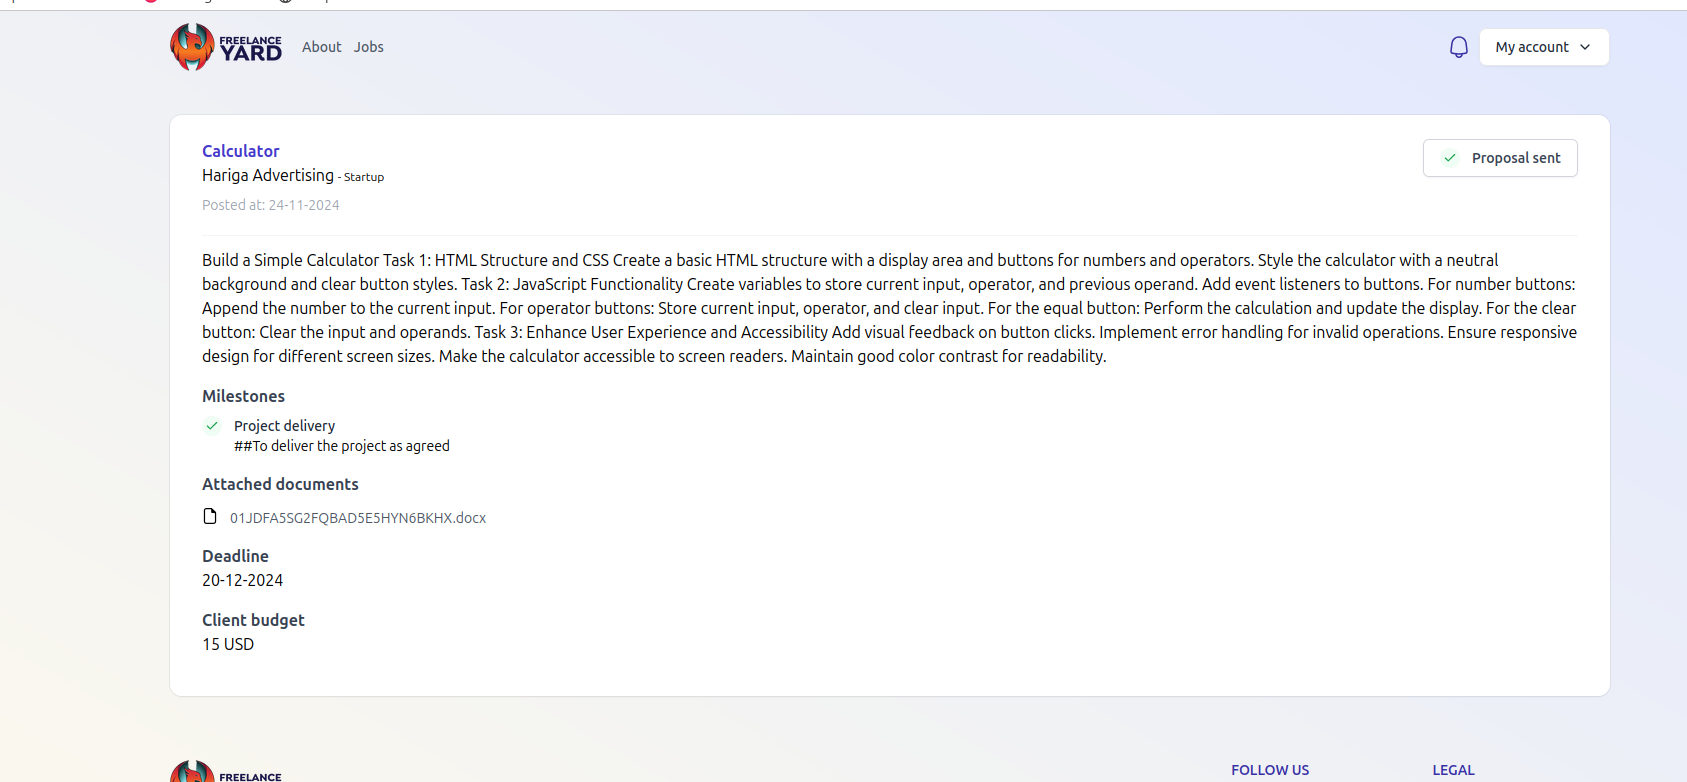 FREELANCE
YARD
About
Jobs
My account
Calculator
Proposal sent
Hariga Advertising - Startup
Posted at: 24-11-2024
Build a Simple Calculator Task 1: HTML Structure and CSS Create a basic HTML structure with a display area and buttons for numbers and operators. Style the calculator with a neutral
background and clear button styles. Task 2: JavaScript Functionality Create variables to store current input, operator, and previous operand. Add event listeners to buttons. For number buttons:
Append the number to the current input. For operator buttons: Store current input, operator, and clear input. For the equal button: Perform the calculation and update the display. For the clear
button: Clear the input and operands. Task 3: Enhance User Experience and Accessibility Add visual feedback on button clicks. Implement error handling for invalid operations. Ensure responsive
design for different screen sizes. Make the calculator accessible to screen readers. Maintain good color contrast for readability.
Milestones
Project delivery
##To deliver the project as agreed
Attached documents
01JDFA5SG2FQBAD5E5HYN6BKHX.docx
Deadline
20-12-2024
Client budget
15 USD
FREELANCE
FOLLOW US
LEGAL